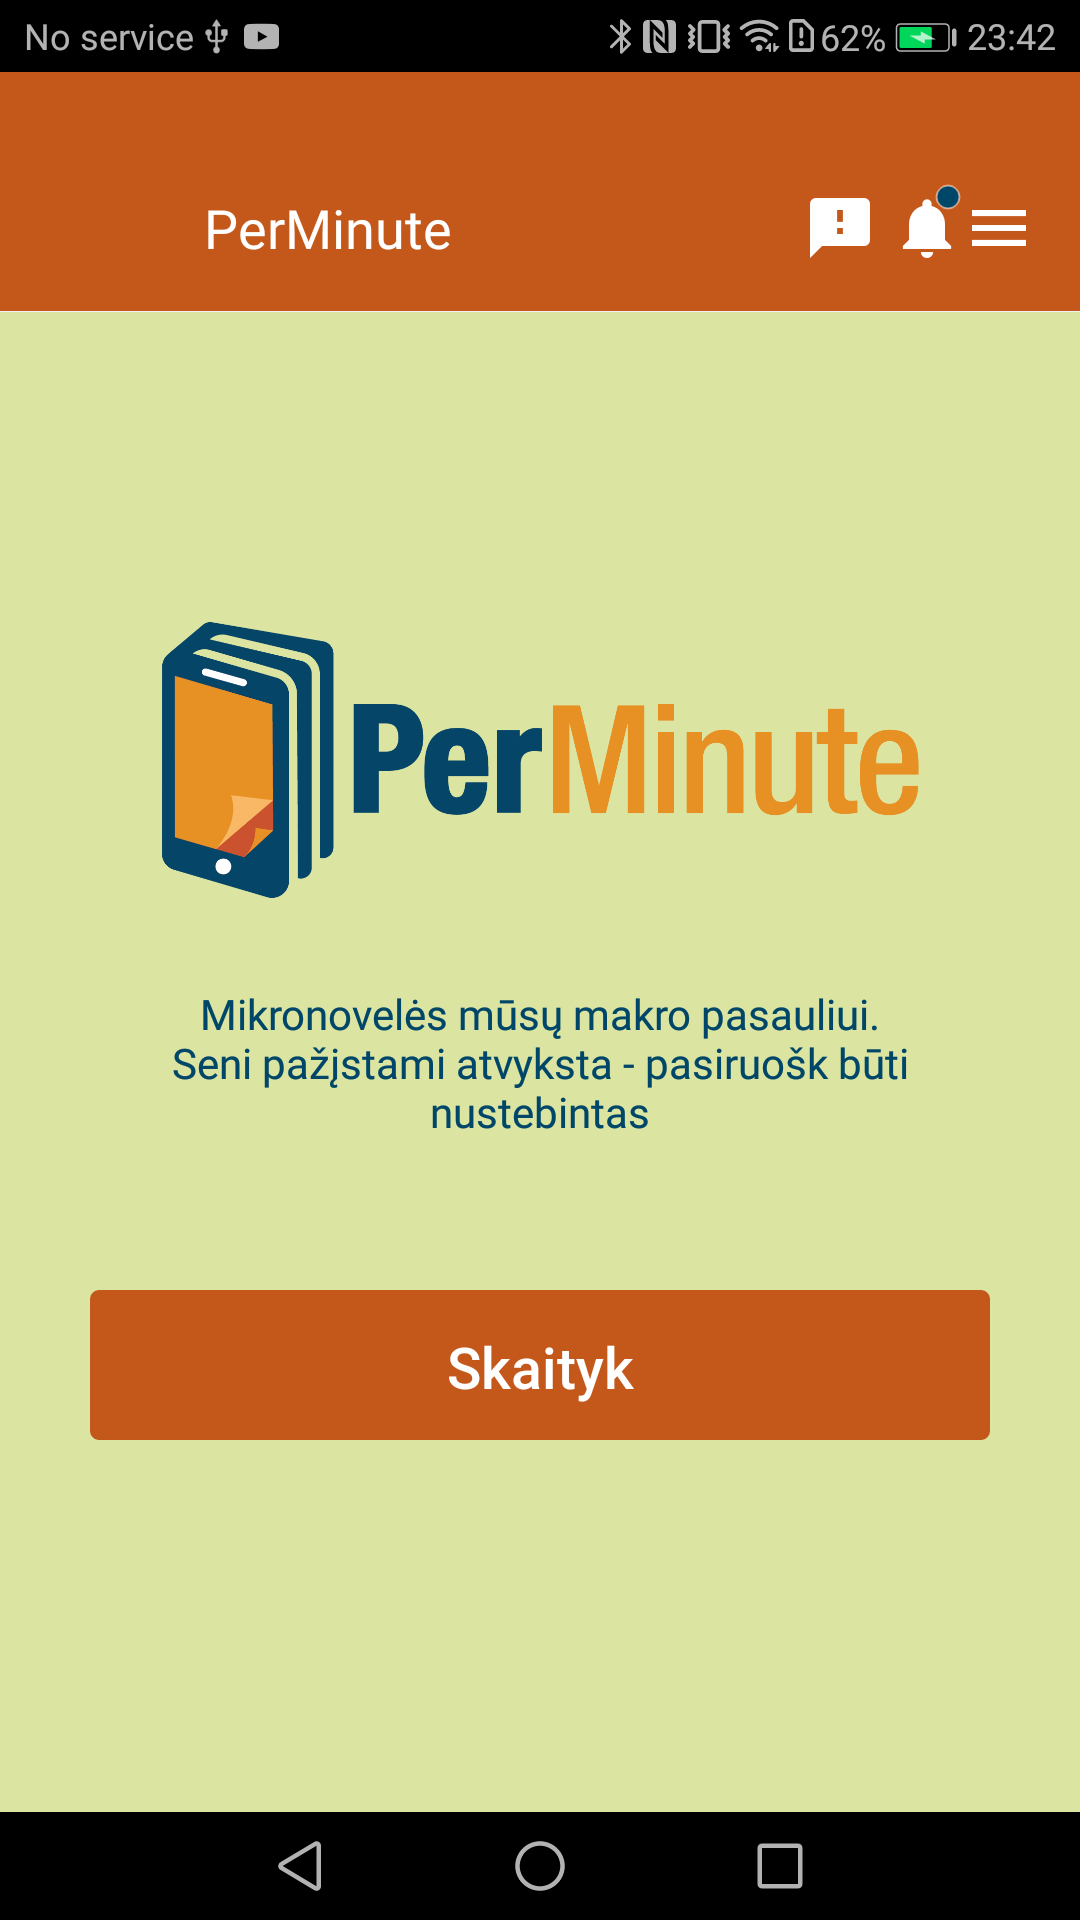 No service 62% 23:42
PerMinute
PerMinute
Mikronovelės mūsų makro pasauliui.
Seni pažįstami atvyksta - pasiruošk būti
nustebintas
Skaityk